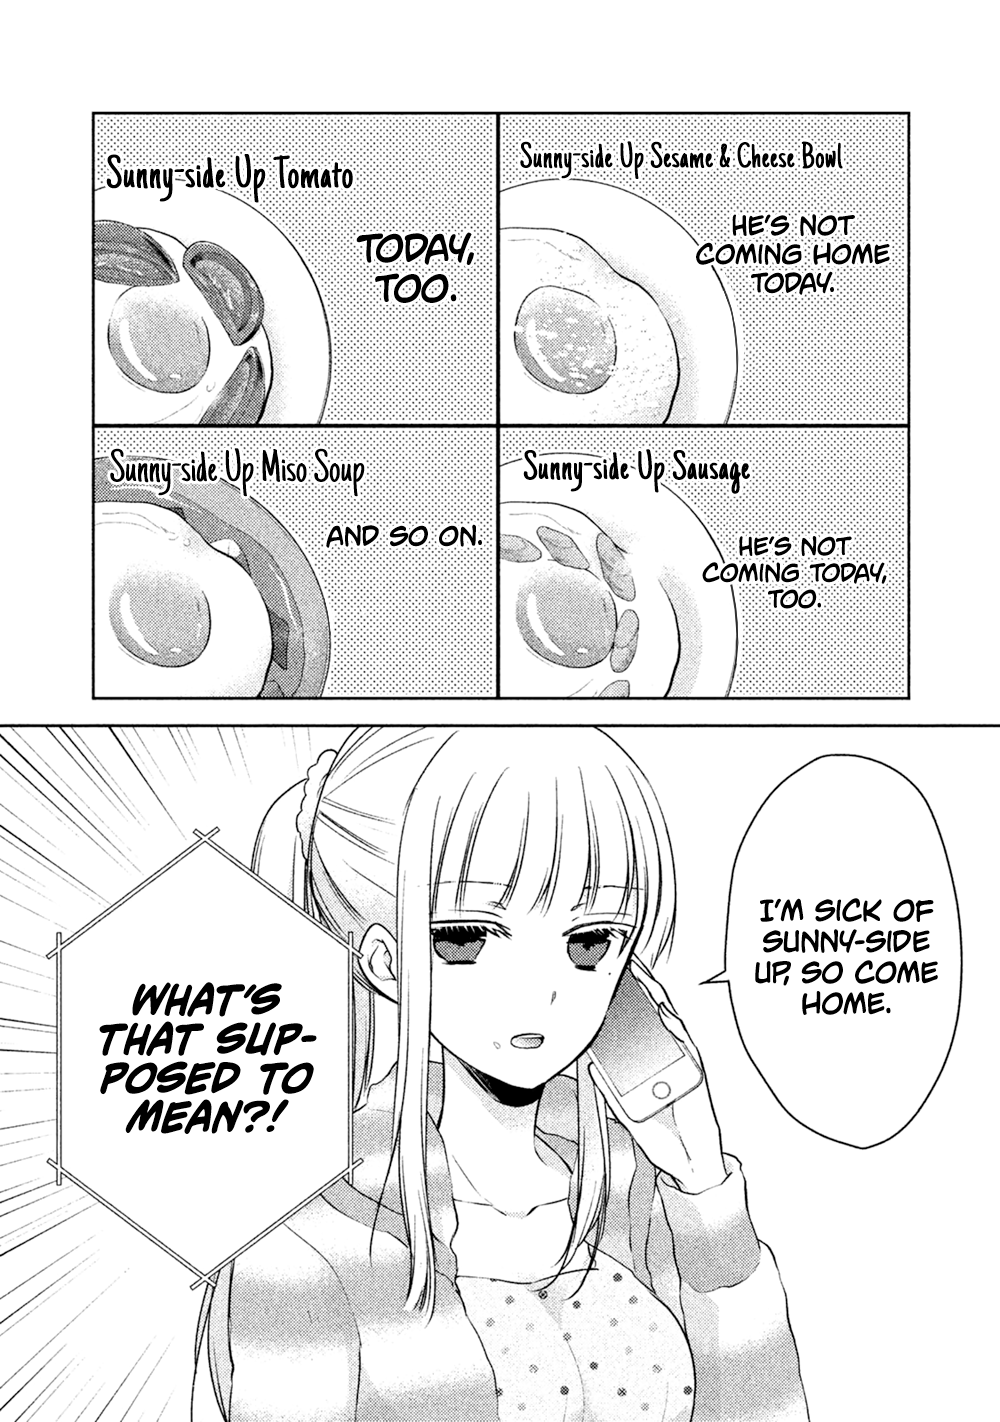 Sunny-side Up Sesame & Cheese Bowl
HE'S NOT
COMING HOME
TODAY.
Sunny-side Up Tomato
TODAY,
TOO.
Sunny-side Up Sausage
HE'S NOT
COMING TODAY,
TOO.
Sunny-side Up Miso Soup
AND SO ON.
I'M SICK OF
SUNNY-SIDE
UP, SO COME
HOME.
WHAT'S
THAT SUP-
POSED TO
MEAN?!